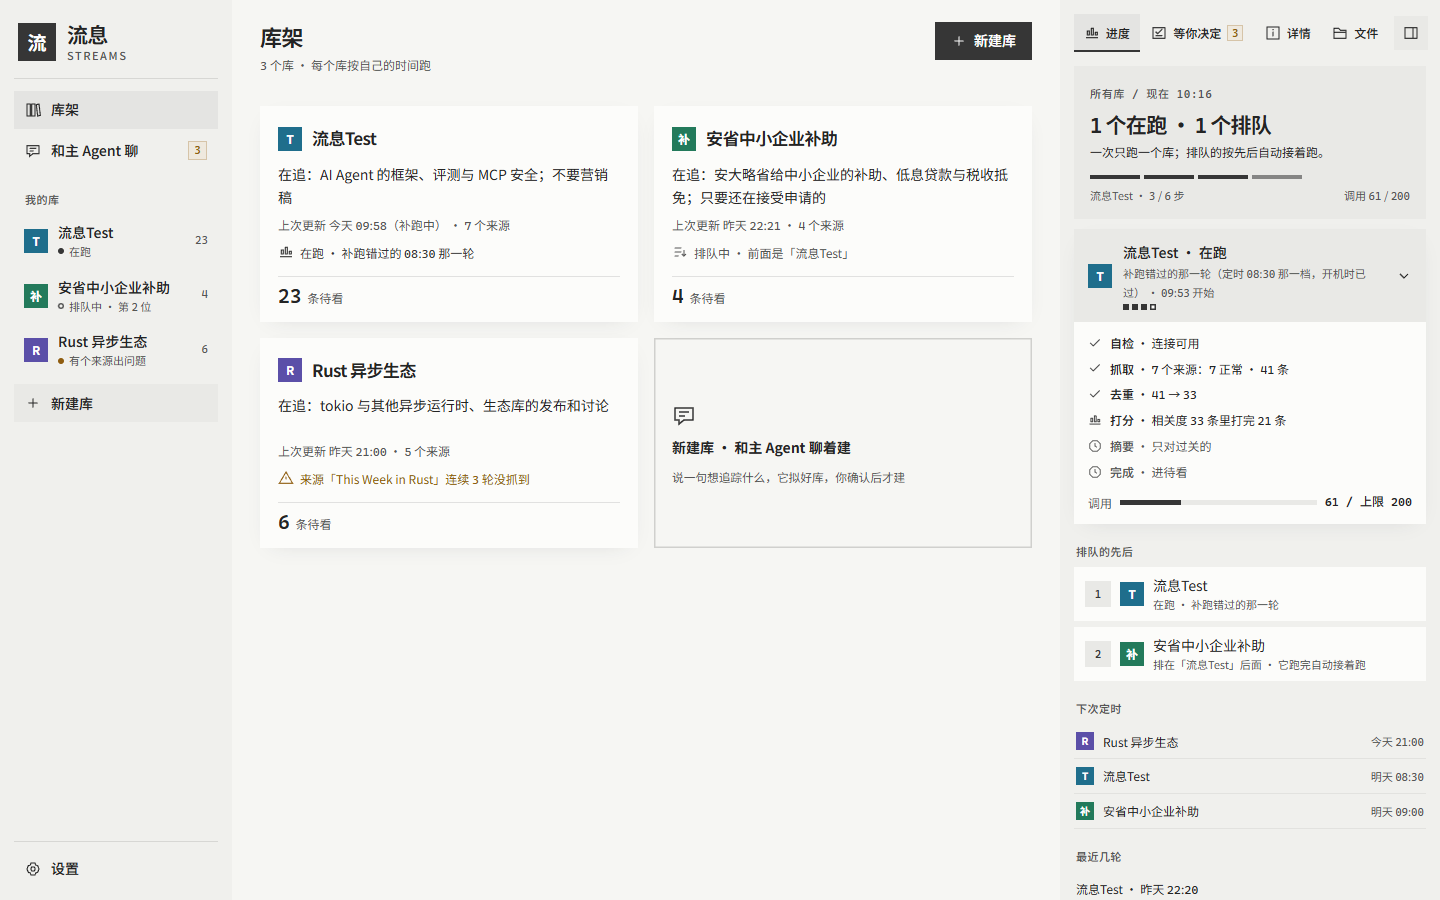 流
流息
STREAMS
库架
和主 Agent 聊
3
我的库
T
流息Test
在跑
23
补
安省中小企业补助
排队中 · 第 2 位
4
R
Rust 异步生态
有个来源出问题
6
新建库
设置
库架
3 个库 · 每个库按自己的时间跑
新建库
T
流息Test
在追：AI Agent 的框架、评测与 MCP 安全；不要营销
稿
上次更新 今天 09:58（补跑中） · 7 个来源
在跑 · 补跑错过的 08:30 那一轮
23 条待看
补
安省中小企业补助
在追：安大略省给中小企业的补助、低息贷款与税收抵
免；只要还在接受申请的
上次更新 昨天 22:21 · 4 个来源
排队中 · 前面是「流息Test」
4 条待看
R
Rust 异步生态
在追：tokio 与其他异步运行时、生态库的发布和讨论
上次更新 昨天 21:00 · 5 个来源
来源「This Week in Rust」连续 3 轮没抓到
6 条待看
新建库 · 和主 Agent 聊着建
说一句想追踪什么，它拟好库，你确认后才建
进度
等你决定 3
详情
文件
所有库 / 现在 10:16
1 个在跑 · 1 个排队
一次只跑一个库；排队的按先后自动接着跑。
流息Test · 3 / 6 步
调用 61 / 200
T
流息Test · 在跑
补跑错过的那一轮（定时 08:30 那一档，开机时已
过） · 09:53 开始
自检 · 连接可用
抓取 · 7 个来源：7 正常 · 41 条
去重 · 41 → 33
打分 · 相关度 33 条里打完 21 条
摘要 · 只对过关的
完成 · 进待看
调用
61 / 上限 200
排队的先后
1
T
流息Test
在跑 · 补跑错过的那一轮
2
补
安省中小企业补助
排在「流息Test」后面 · 它跑完自动接着跑
下次定时
R
Rust 异步生态
今天 21:00
T
流息Test
明天 08:30
补
安省中小企业补助
明天 09:00
最近几轮
流息Test · 昨天 22:20